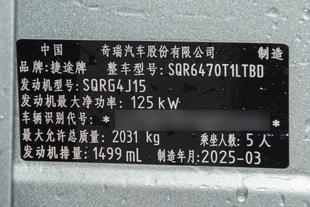 中国 奇瑞汽车股份有限公司 制造
品牌：捷途牌 整车型号：SQR6470T1LTBD
发动机型号：SQRG4J15
发动机最大净功率：125 kW
车辆识别代号：* *
最大允许总质量：2031 kg 乘坐人数：5人
发动机排量：1499 mL 制造年月：2025-03